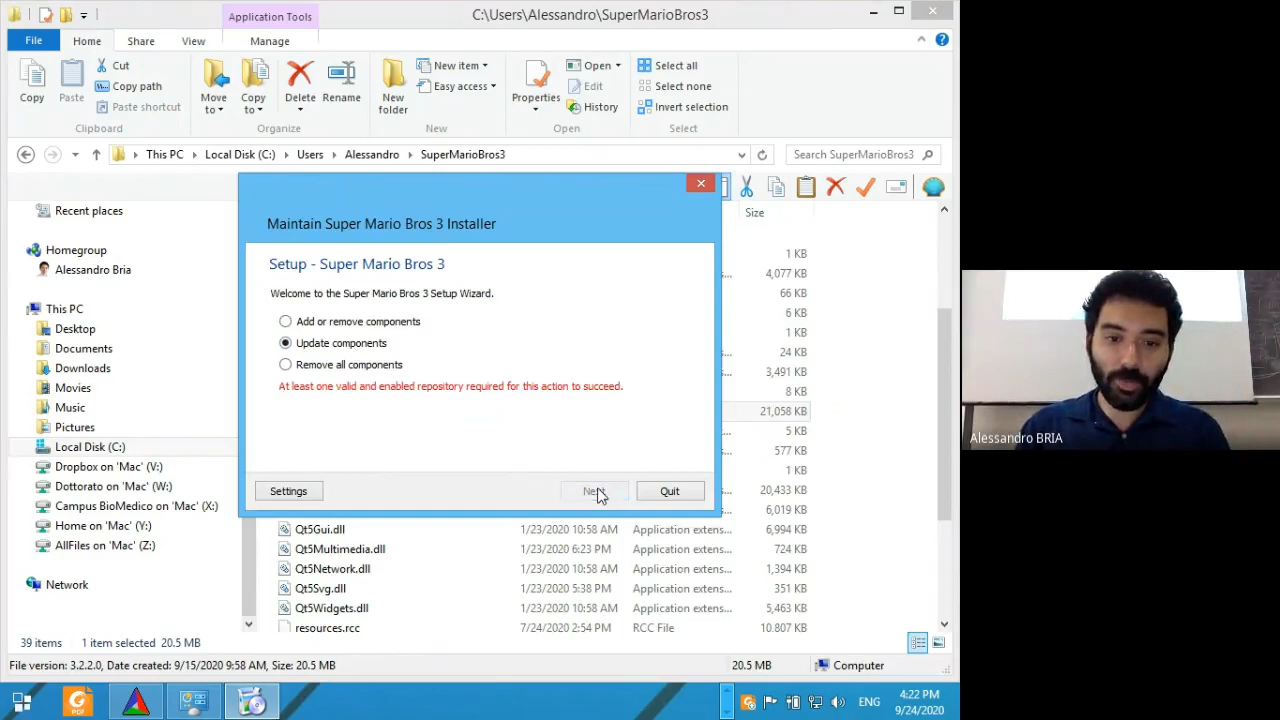 Application Tools
C:\Users\Alessandro\SuperMarioBros3
File
Home
Share
View
Manage
Copy
Paste
Cut
Copy path
Paste shortcut
Clipboard
Move to
Copy to
Delete
Rename
Organize
New folder
New item
Easy access
New
Properties
Open
Edit
History
Open
Select all
Select none
Invert selection
Select
This PC
Local Disk (C:)
Users
Alessandro
SuperMarioBros3
Search SuperMarioBros3
Recent places
Homegroup
Alessandro Bria
This PC
Desktop
Documents
Downloads
Movies
Music
Pictures
Local Disk (C:)
Dropbox on 'Mac' (V:)
Dottorato on 'Mac' (W:)
Campus BioMedico on 'Mac' (X:)
Home on 'Mac' (Y:)
AllFiles on 'Mac' (Z:)
Network
Maintain Super Mario Bros 3 Installer
Setup - Super Mario Bros 3
Welcome to the Super Mario Bros 3 Setup Wizard.
Add or remove components
Update components
Remove all components
At least one valid and enabled repository required for this action to succeed.
Settings
Quit
Size
1 KB
4,077 KB
66 KB
6 KB
1 KB
24 KB
3,491 KB
8 KB
21,058 KB
5 KB
577 KB
1 KB
20,433 KB
6,019 KB
Qt5Gui.dll 1/23/2020 10:58 AM Application extens... 6,994 KB
Qt5Multimedia.dll 1/23/2020 6:23 PM Application extens... 724 KB
Qt5Network.dll 1/23/2020 10:58 AM Application extens... 1,394 KB
Qt5Svg.dll 1/23/2020 5:38 PM Application extens... 351 KB
Qt5Widgets.dll 1/23/2020 10:58 AM Application extens... 5,463 KB
resources.rcc 7/24/2020 2:54 PM RCC File 10.807 KB
39 items 1 item selected 20.5 MB
File version: 3.2.2.0, Date created: 9/15/2020 9:58 AM, Size: 20.5 MB
20.5 MB
Computer
PDF
ENG
4:22 PM
9/24/2020
Alessandro BRIA